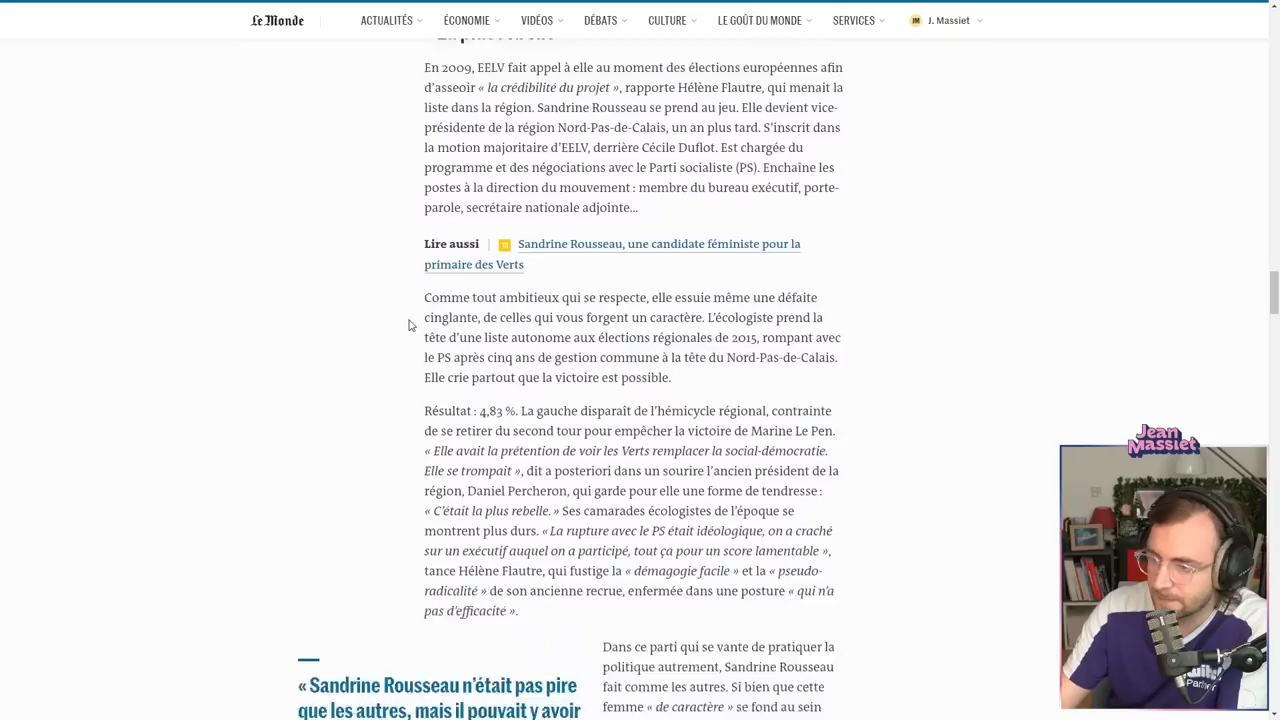 Le Monde
ACTUALITÉS
ÉCONOMIE
VIDÉOS
DÉBATS
CULTURE
LE GOÛT DU MONDE
SERVICES
JM
J. Massiet
En 2009, EELV fait appel à elle au moment des élections européennes afin
d’asseoir « la crédibilité du projet », rapporte Hélène Flautre, qui menait la
liste dans la région. Sandrine Rousseau se prend au jeu. Elle devient vice-
présidente de la région Nord-Pas-de-Calais, un an plus tard. S’inscrit dans
la motion majoritaire d’EELV, derrière Cécile Duflot. Est chargée du
programme et des négociations avec le Parti socialiste (PS). Enchaîne les
postes à la direction du mouvement : membre du bureau exécutif, porte-
parole, secrétaire nationale adjointe…
Lire aussi | Sandrine Rousseau, une candidate féministe pour la
primaire des Verts
Comme tout ambitieux qui se respecte, elle essuie même une défaite
cinglante, de celles qui vous forgent un caractère. L’écologiste prend la
tête d’une liste autonome aux élections régionales de 2015, rompant avec
le PS après cinq ans de gestion commune à la tête du Nord-Pas-de-Calais.
Elle crie partout que la victoire est possible.
Résultat : 4,83 %. La gauche disparaît de l’hémicycle régional, contrainte
de se retirer du second tour pour empêcher la victoire de Marine Le Pen.
« Elle avait la prétention de voir les Verts remplacer la social-démocratie.
Elle se trompait », dit a posteriori dans un sourire l’ancien président de la
région, Daniel Percheron, qui garde pour elle une forme de tendresse :
« C’était la plus rebelle. » Ses camarades écologistes de l’époque se
montrent plus durs. « La rupture avec le PS était idéologique, on a craché
sur un exécutif auquel on a participé, tout ça pour un score lamentable »,
tance Hélène Flautre, qui fustige la « démagogie facile » et la « pseudo-
radicalité » de son ancienne recrue, enfermée dans une posture « qui n’a
pas d’efficacité ».
« Sandrine Rousseau n’était pas pire
que les autres, mais il pouvait y avoir
Dans ce parti qui se vante de pratiquer la
politique autrement, Sandrine Rousseau
fait comme les autres. Si bien que cette
femme « de caractère » se fond au sein
Jean
Massiet